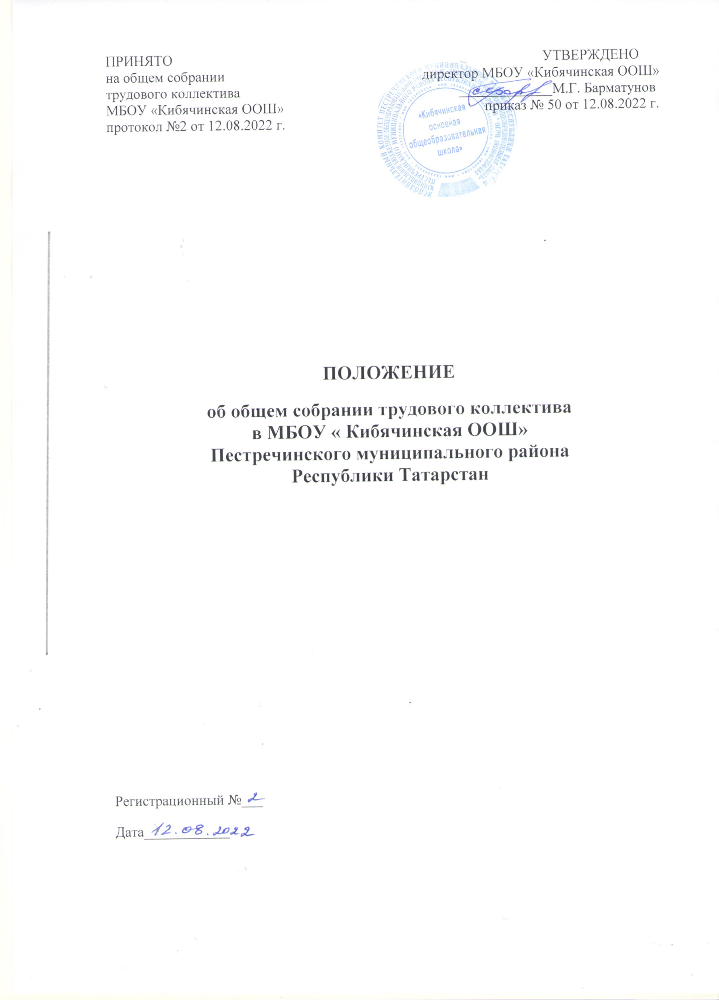 ПРИНЯТО
на общем собрании
трудового коллектива
МБОУ «Кибячинская ООШ»
протокол №2 от 12.08.2022 г.
УТВЕРЖДЕНО
директор МБОУ «Кибячинская ООШ»
М.Г. Барматунов
приказ № 50 от 12.08.2022 г.
«Кибячинская
основная
общеобразовательная
школа»
ПОЛОЖЕНИЕ
об общем собрании трудового коллектива
в МБОУ « Кибячинская ООШ»
Пестречинского муниципального района
Республики Татарстан
Регистрационный № 2
Дата 12.08.2022